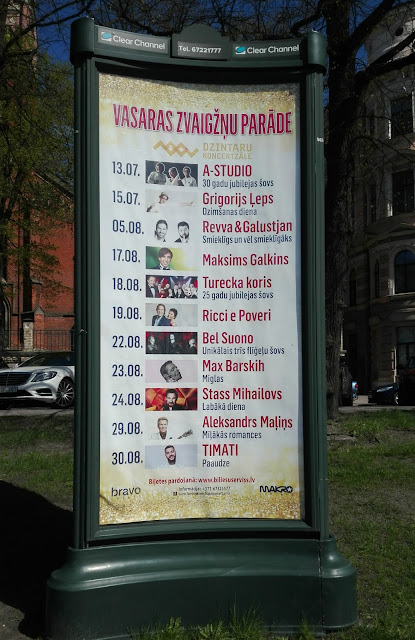 Clear Channel
TEL. 67221777
Clear Channel
VASARAS ZVAIGŽŅU PARĀDE
DZINTARU
KONCERTZĀLE
13.07. A-STUDIO
30 gadu jubilejas šovs
15.07. Grigorijs Ļeps
Dzimšanas diena
05.08. Revva & Galustjan
Smieklīgs un vēl smieklīgāks
17.08. Maksims Galkins
18.08. Turecka koris
25 gadu jubilejas šovs
19.08. Ricci e Poveri
22.08. Bel Suono
Unikālais trīs flīģeļu šovs
23.08. Max Barskih
Miglas
24.08. Stass Mihailovs
Labākā diena
29.08. Aleksandrs Maļiņs
Mīļākās romances
30.08. TIMATI
Paaudze
Biļetes pārdošanā: www.bilesuserviss.lv
bravo
MAKRO